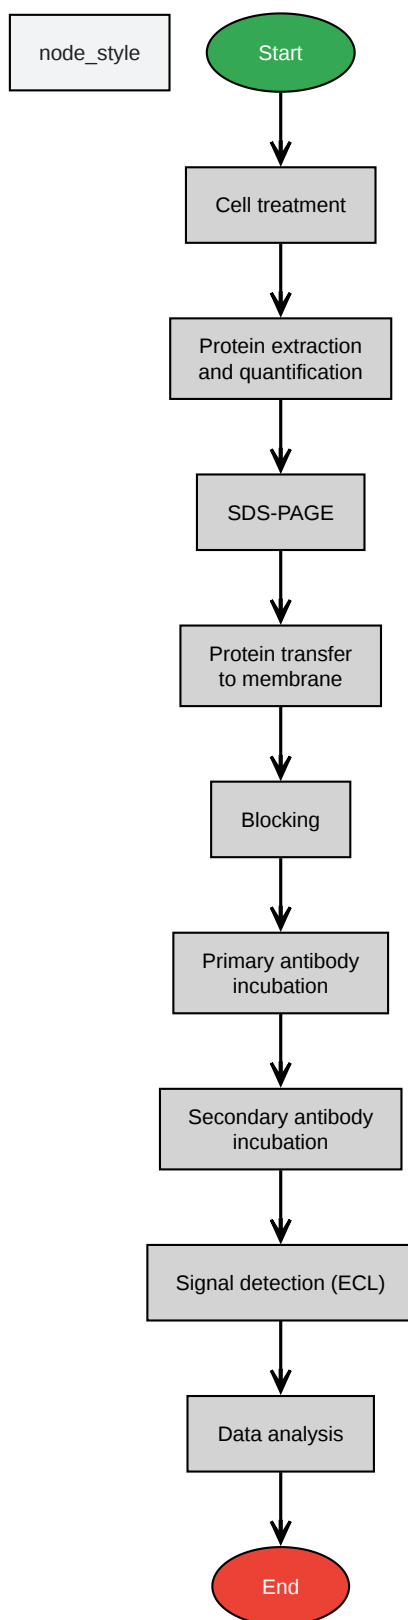 node_style
Start
Cell treatment
Protein extraction
and quantification
SDS-PAGE
Protein transfer
to membrane
Blocking
Primary antibody
incubation
Secondary antibody
incubation
Signal detection (ECL)
Data analysis
End